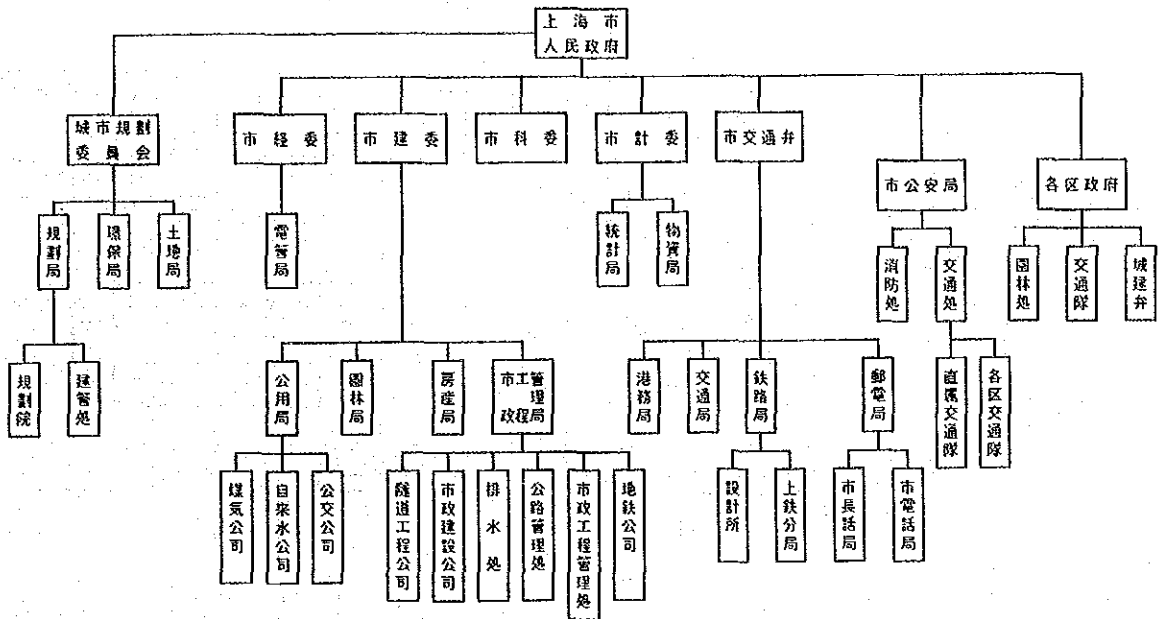 上海市
人民政府
城市規劃
委員会
市経委
市建委
市科委
市計委
市交通弁
市公安局
各区政府
規劃局
環保局
土地局
電管局
統計局
物資局
消防処
交通処
園林処
交通隊
城建弁
規劃院
建管処
公用局
園林局
房産局
市政工程管理局
港務局
交通局
鉄路局
郵電局
直属交通隊
各区交通隊
煤気公司
自来水公司
公交公司
隧道工程公司
市政建設公司
排水処
公路管理処
市政工程管理処
地鉄公司
設計所
上鉄分局
市長話局
市電話局